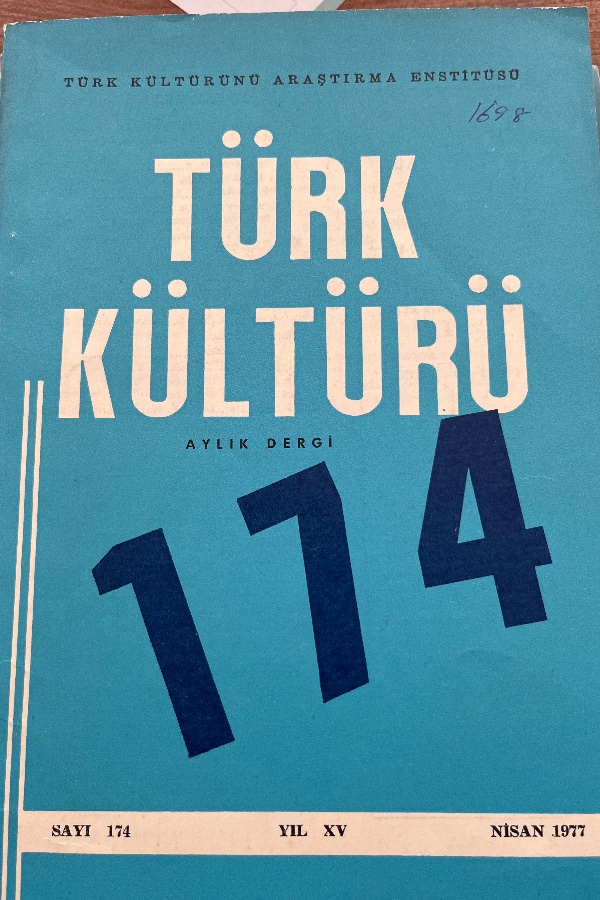 TÜRK KÜLTÜRÜNÜ ARAŞTIRMA ENSTİTÜSÜ
1698
TÜRK
KÜLTÜRÜ
AYLIK DERGİ
174
SAYI 174 YIL XV NİSAN 1977